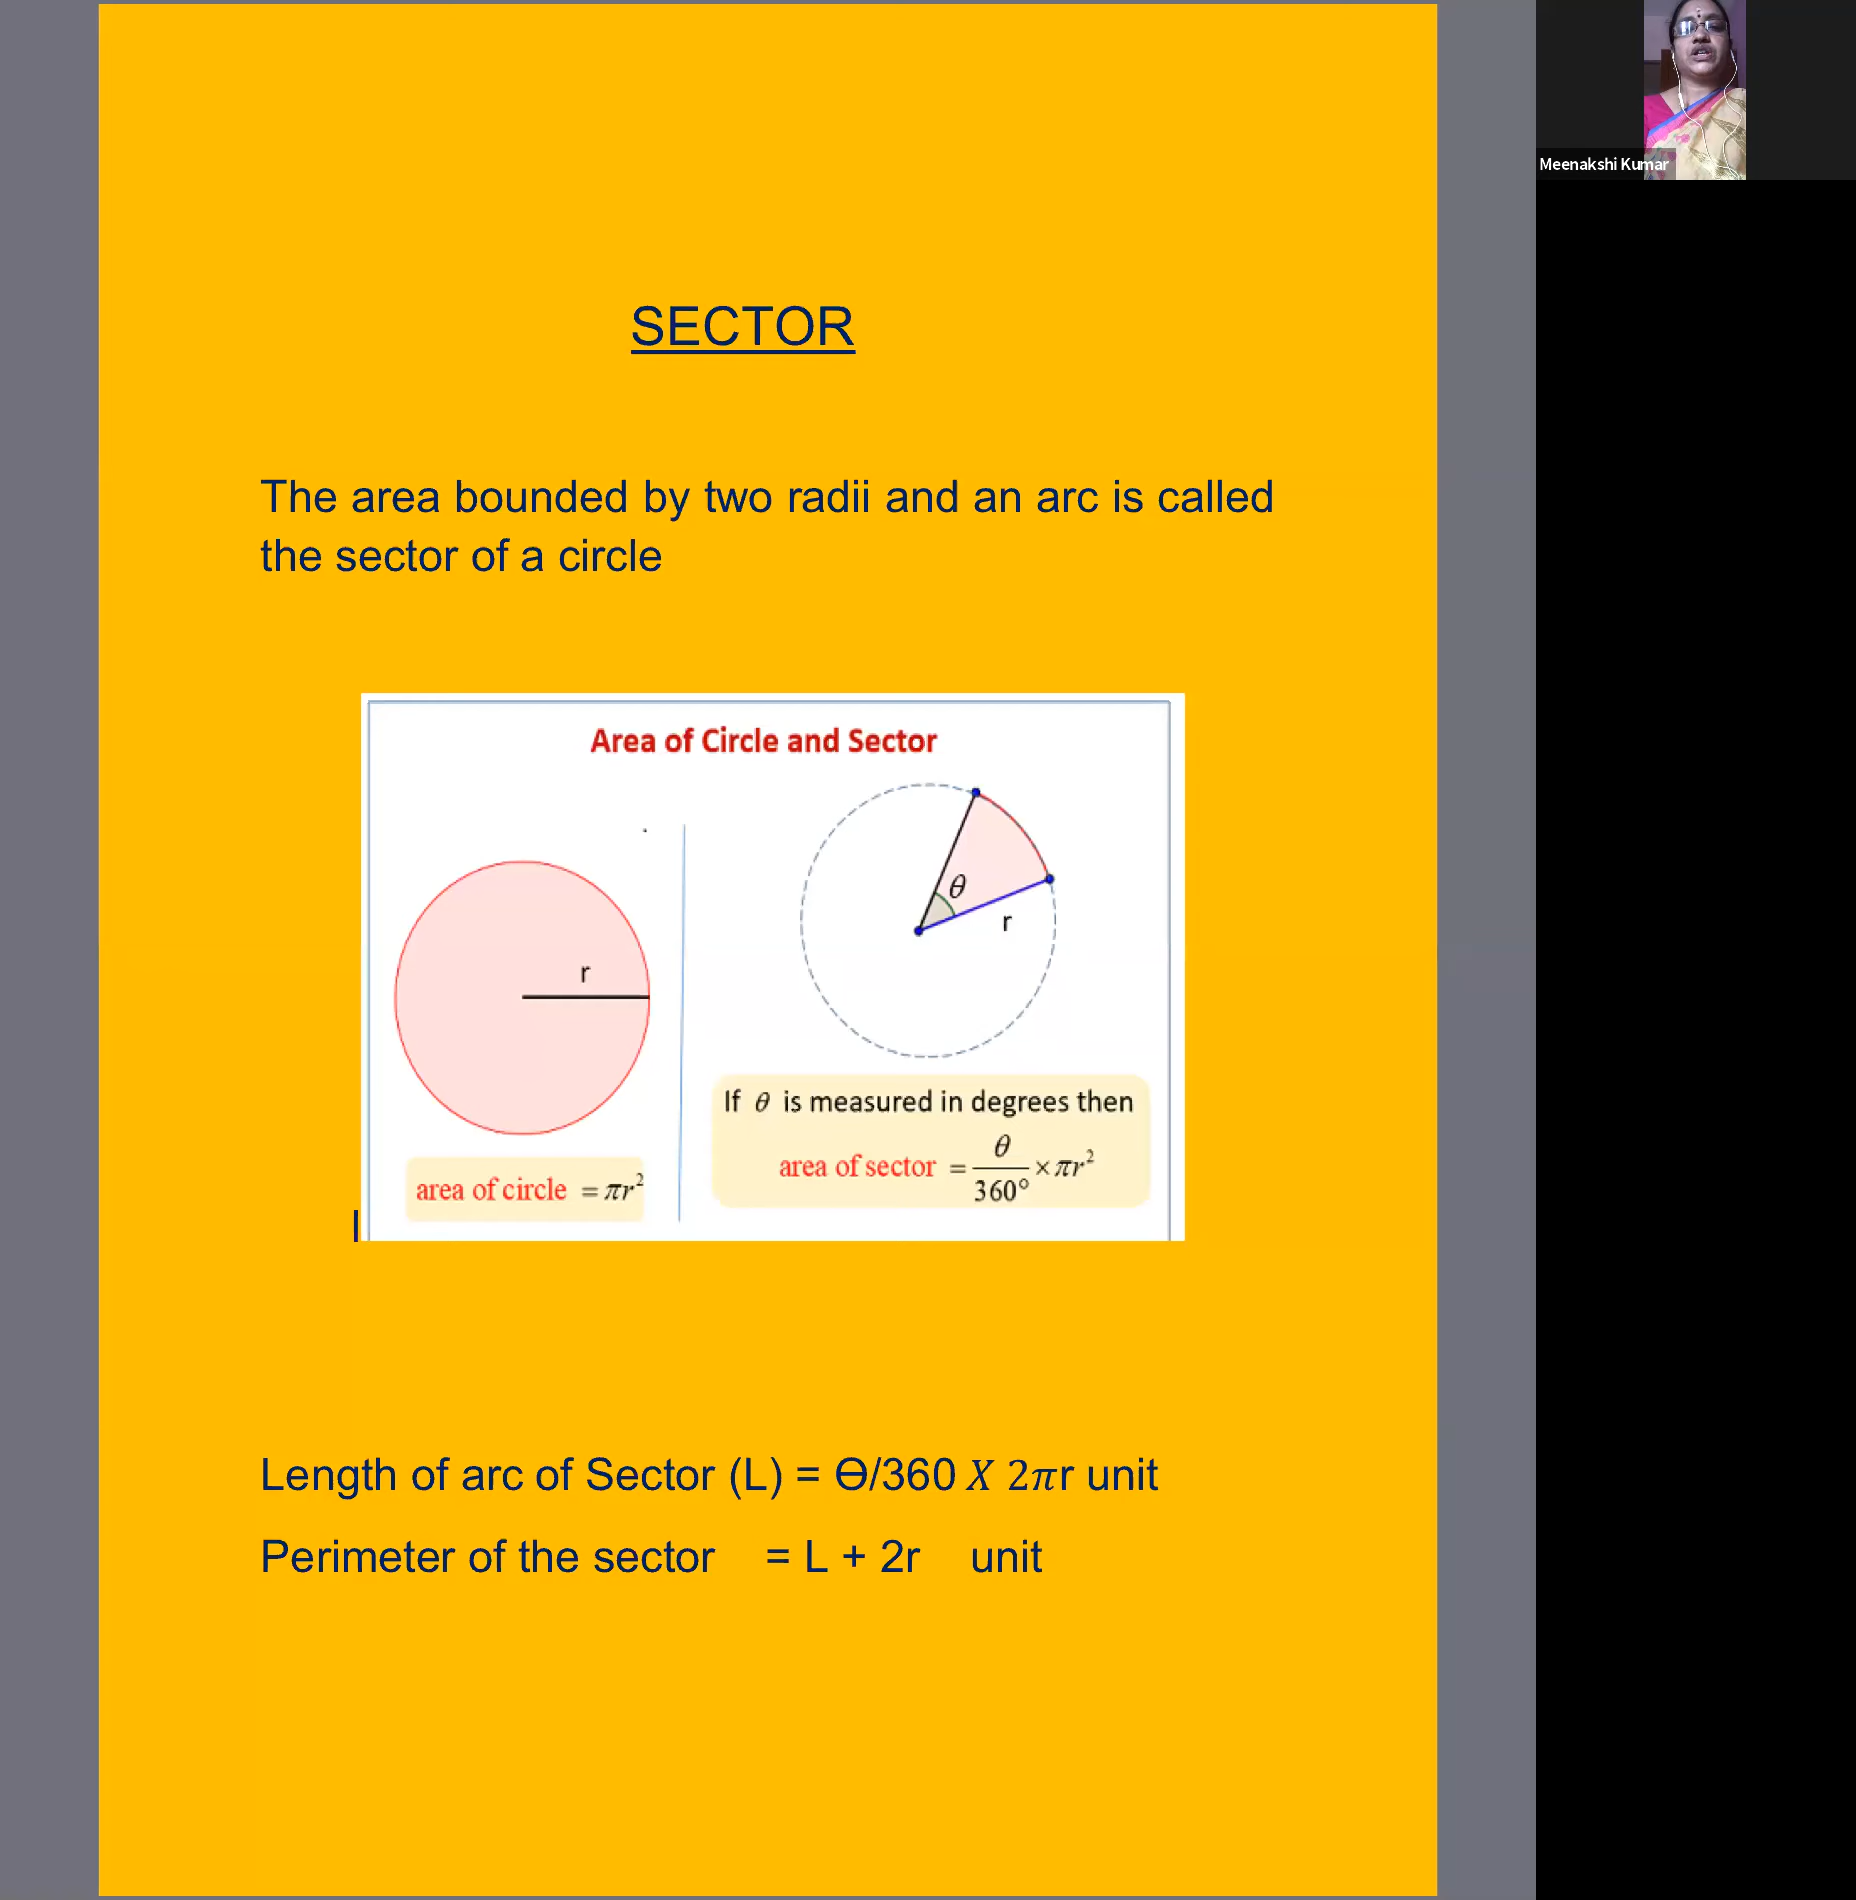 Meenakshi Kumar
SECTOR
The area bounded by two radii and an arc is called
the sector of a circle
Area of Circle and Sector
θ
r
r
If θ is measured in degrees then
area of sector = θ/360° × πr²
area of circle = πr²
Length of arc of Sector (L) = Ө/360 X 2πr unit
Perimeter of the sector = L + 2r unit